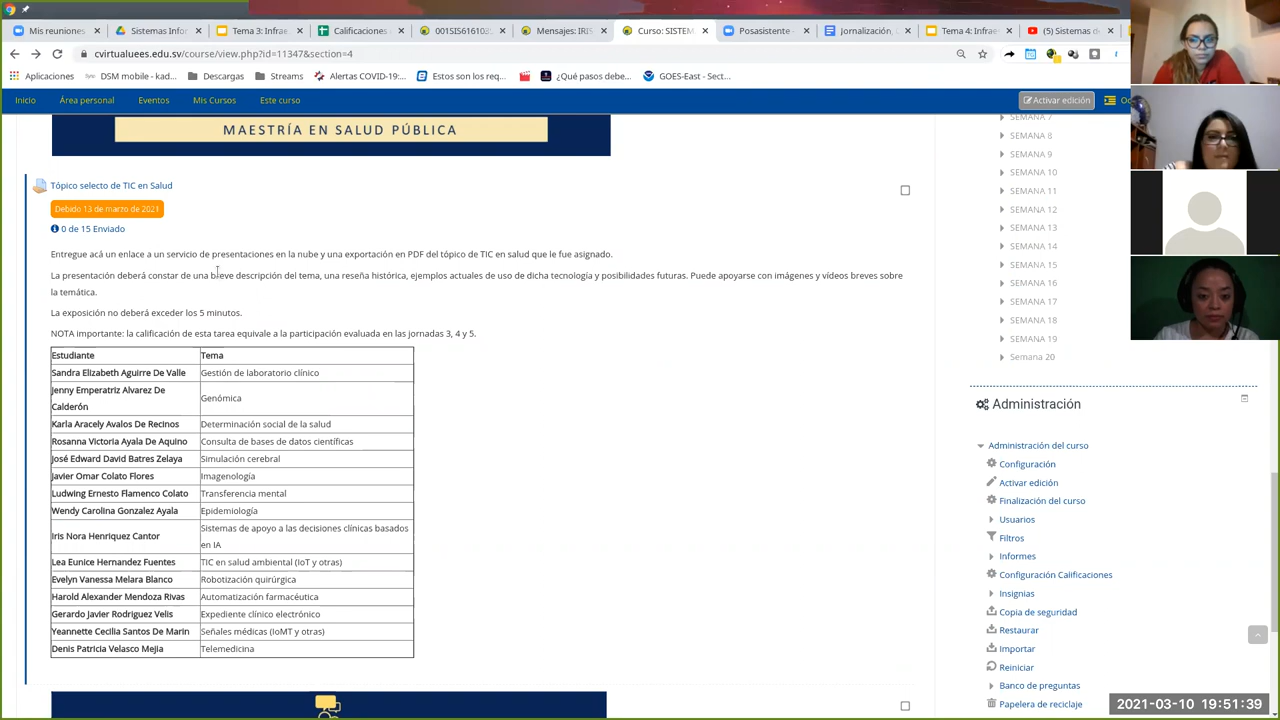 Mis reuniones
Sistemas Info
Tema 3: Infrae
Calificaciones
001SIS61610
Mensajes: IRIS
Curso: SISTEM
Posasistente -
Jornalización,
Tema 4: Infrae
(5) Sistemas d
cvirtualuees.edu.sv/course/view.php?id=11347&section=4
Aplicaciones
DSM mobile - kad...
Descargas
Streams
Alertas COVID-19:...
Estos son los req...
¿Qué pasos debe...
GOES-East - Sect...
Inicio
Área personal
Eventos
Mis Cursos
Este curso
Activar edición
MAESTRÍA EN SALUD PÚBLICA
Tópico selecto de TIC en Salud
Debido 13 de marzo de 2021
0 de 15 Enviado
Entregue acá un enlace a un servicio de presentaciones en la nube y una exportación en PDF del tópico de TIC en salud que le fue asignado.
La presentación deberá constar de una breve descripción del tema, una reseña histórica, ejemplos actuales de uso de dicha tecnología y posibilidades futuras. Puede apoyarse con imágenes y vídeos breves sobre
la temática.
La exposición no deberá exceder los 5 minutos.
NOTA importante: la calificación de esta tarea equivale a la participación evaluada en las jornadas 3, 4 y 5.
Estudiante Tema
Sandra Elizabeth Aguirre De Valle Gestión de laboratorio clínico
Jenny Emperatriz Alvarez De
Calderón
Genómica
Karla Aracely Avalos De Recinos Determinación social de la salud
Rosanna Victoria Ayala De Aquino Consulta de bases de datos científicas
José Edward David Batres Zelaya Simulación cerebral
Javier Omar Colato Flores Imagenología
Ludwing Ernesto Flamenco Colato Transferencia mental
Wendy Carolina Gonzalez Ayala Epidemiología
Iris Nora Henriquez Cantor
Sistemas de apoyo a las decisiones clínicas basados
en IA
Lea Eunice Hernandez Fuentes TIC en salud ambiental (IoT y otras)
Evelyn Vanessa Melara Blanco Robotización quirúrgica
Harold Alexander Mendoza Rivas Automatización farmacéutica
Gerardo Javier Rodriguez Velis Expediente clínico electrónico
Yeannette Cecilia Santos De Marin Señales médicas (IoMT y otras)
Denis Patricia Velasco Mejia Telemedicina
SEMANA 7
SEMANA 8
SEMANA 9
SEMANA 10
SEMANA 11
SEMANA 12
SEMANA 13
SEMANA 14
SEMANA 15
SEMANA 16
SEMANA 17
SEMANA 18
SEMANA 19
Semana 20
Administración
Administración del curso
Configuración
Activar edición
Finalización del curso
Usuarios
Filtros
Informes
Configuración Calificaciones
Insignias
Copia de seguridad
Restaurar
Importar
Reiniciar
Banco de preguntas
Papelera de reciclaje
2021-03-10 19:51:39